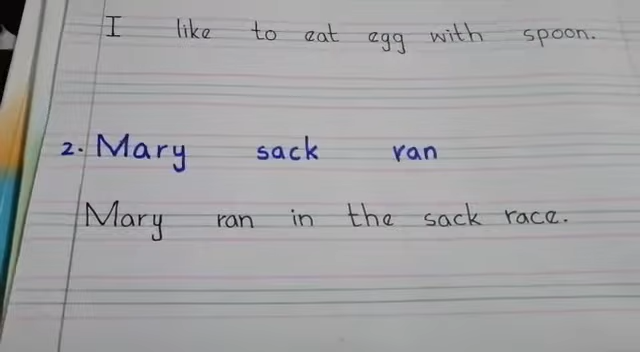 I like to eat egg with spoon.
2. Mary sack ran
Mary ran in the sack race.